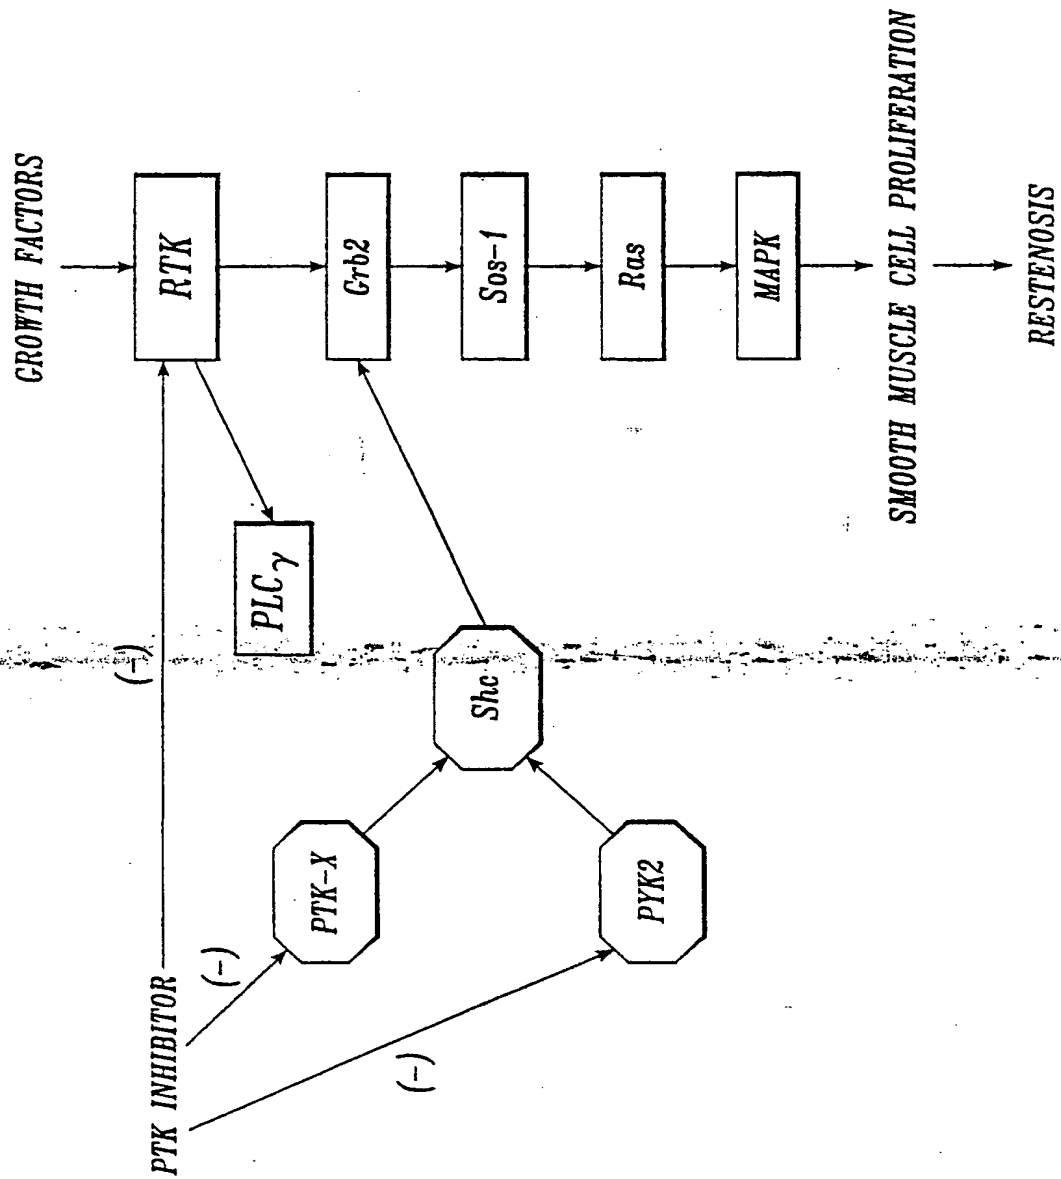 GROWTH FACTORS
PTK INHIBITOR
(-)
RTK
(-)
PTK-X
PLCγ
Grb2
(-)
Shc
Sos-1
PYK2
Ras
MAPK
SMOOTH MUSCLE CELL PROLIFERATION
RESTENOSIS